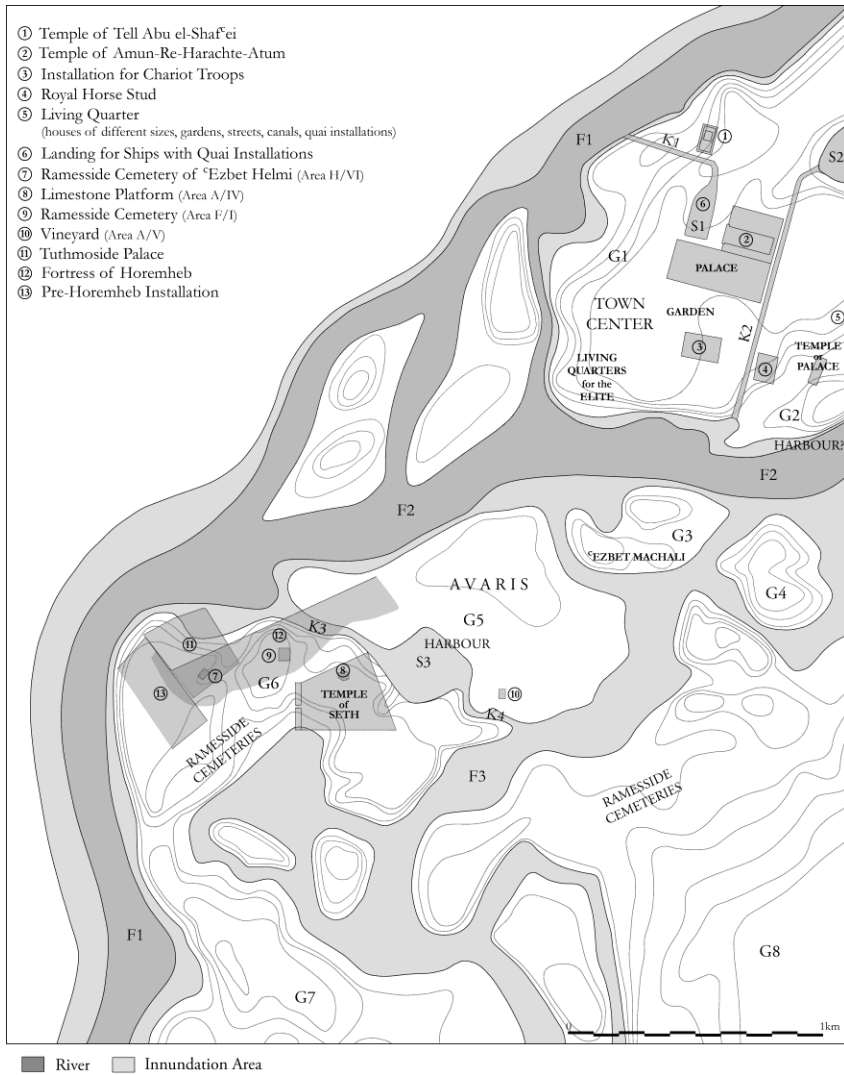 ① Temple of Tell Abu el-Shafᶜei
② Temple of Amun-Re-Harachte-Atum
③ Installation for Chariot Troops
④ Royal Horse Stud
⑤ Living Quarter
(houses of different sizes, gardens, streets, canals, quai installations)
⑥ Landing for Ships with Quai Installations
⑦ Ramesside Cemetery of ᶜEzbet Helmi (Area H/VI)
⑧ Limestone Platform (Area A/IV)
⑨ Ramesside Cemetery (Area F/I)
⑩ Vineyard (Area A/V)
⑪ Tuthmoside Palace
⑫ Fortress of Horemheb
⑬ Pre-Horemheb Installation
F1
K1
①
S2
⑥
S1
②
G1
PALACE
TOWN
CENTER
GARDEN
K2
⑤
③
TEMPLE
or
PALACE
LIVING
QUARTERS
for the
ELITE
④
G2
HARBOUR?
F2
F2
G3
ᶜEZBET MACHALI
G4
AVARIS
G5
HARBOUR
S3
K3
⑫
⑪
⑨
⑦
G6
⑧
⑬
TEMPLE
of
SETH
⑩
K4
RAMESSIDE
CEMETERIES
F3
RAMESSIDE
CEMETERIES
F1
G8
G7
0
1km
River
Innundation Area